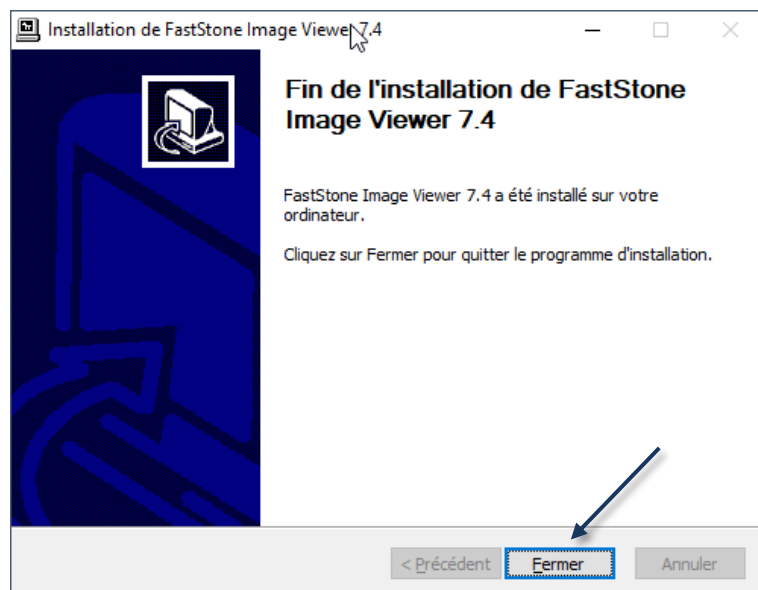 Installation de FastStone Image Viewer 7.4
Fin de l'installation de FastStone
Image Viewer 7.4
FastStone Image Viewer 7.4 a été installé sur votre
ordinateur.
Cliquez sur Fermer pour quitter le programme d'installation.
< Précédent Fermer Annuler